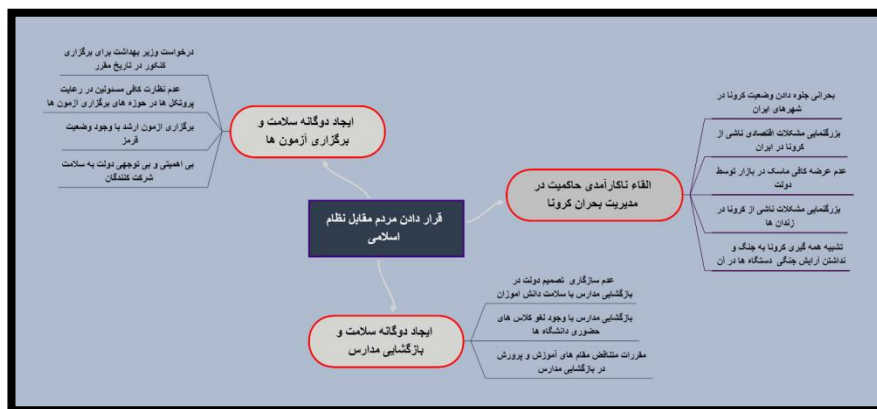 قرار دادن مردم مقابل نظام
اسلامی
القاء ناکارآمدی حاکمیت در
مدیریت بحران کرونا
بحرانی جلوه دادن وضعیت کرونا در
شهرهای ایران
بزرگنمایی مشکلات اقتصادی ناشی از
کرونا در ایران
عدم عرضه کافی ماسک در بازار توسط
دولت
بزرگنمایی مشکلات ناشی از کرونا در
زندان ها
تشبیه همه گیری کرونا به جنگ و
نداشتن آرایش جنگی دستگاه ها در آن
ایجاد دوگانه سلامت و
برگزاری آزمون ها
درخواست وزیر بهداشت برای برگزاری
کنکور در تاریخ مقرر
عدم نظارت کافی مسئولین در رعایت
پروتکل ها در حوزه های برگزاری آزمون ها
برگزاری ازمون ارشد با وجود وضعیت
قرمز
بی اهمیتی و بی توجهی دولت به سلامت
شرکت کنندگان
ایجاد دوگانه سلامت و
بازگشایی مدارس
عدم سازگاری تصمیم دولت در
بازگشایی مدارس با سلامت دانش اموزان
بازگشایی مدارس با وجود لغو کلاس های
حضوری دانشگاه ها
مقررات متناقض مقام های آموزش و پرورش
در بازگشایی مدارس